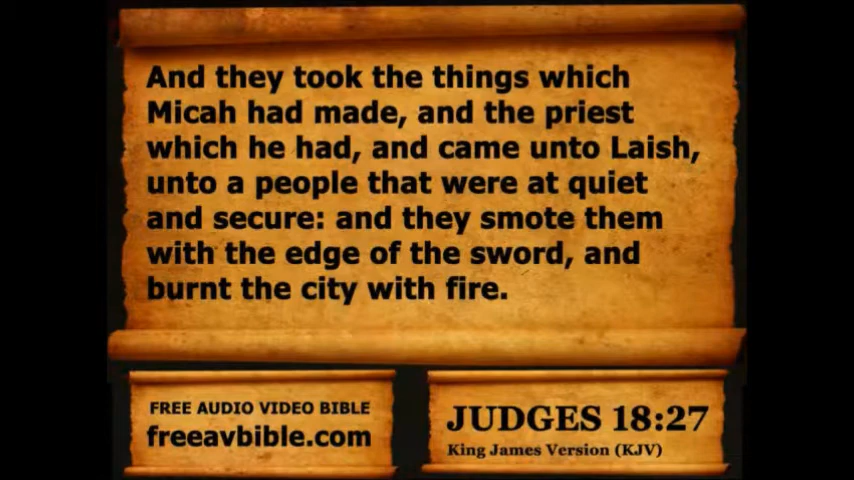 And they took the things which
Micah had made, and the priest
which he had, and came unto Laish,
unto a people that were at quiet
and secure: and they smote them
with the edge of the sword, and
burnt the city with fire.
FREE AUDIO VIDEO BIBLE
freeavbible.com
JUDGES 18:27
King James Version (KJV)